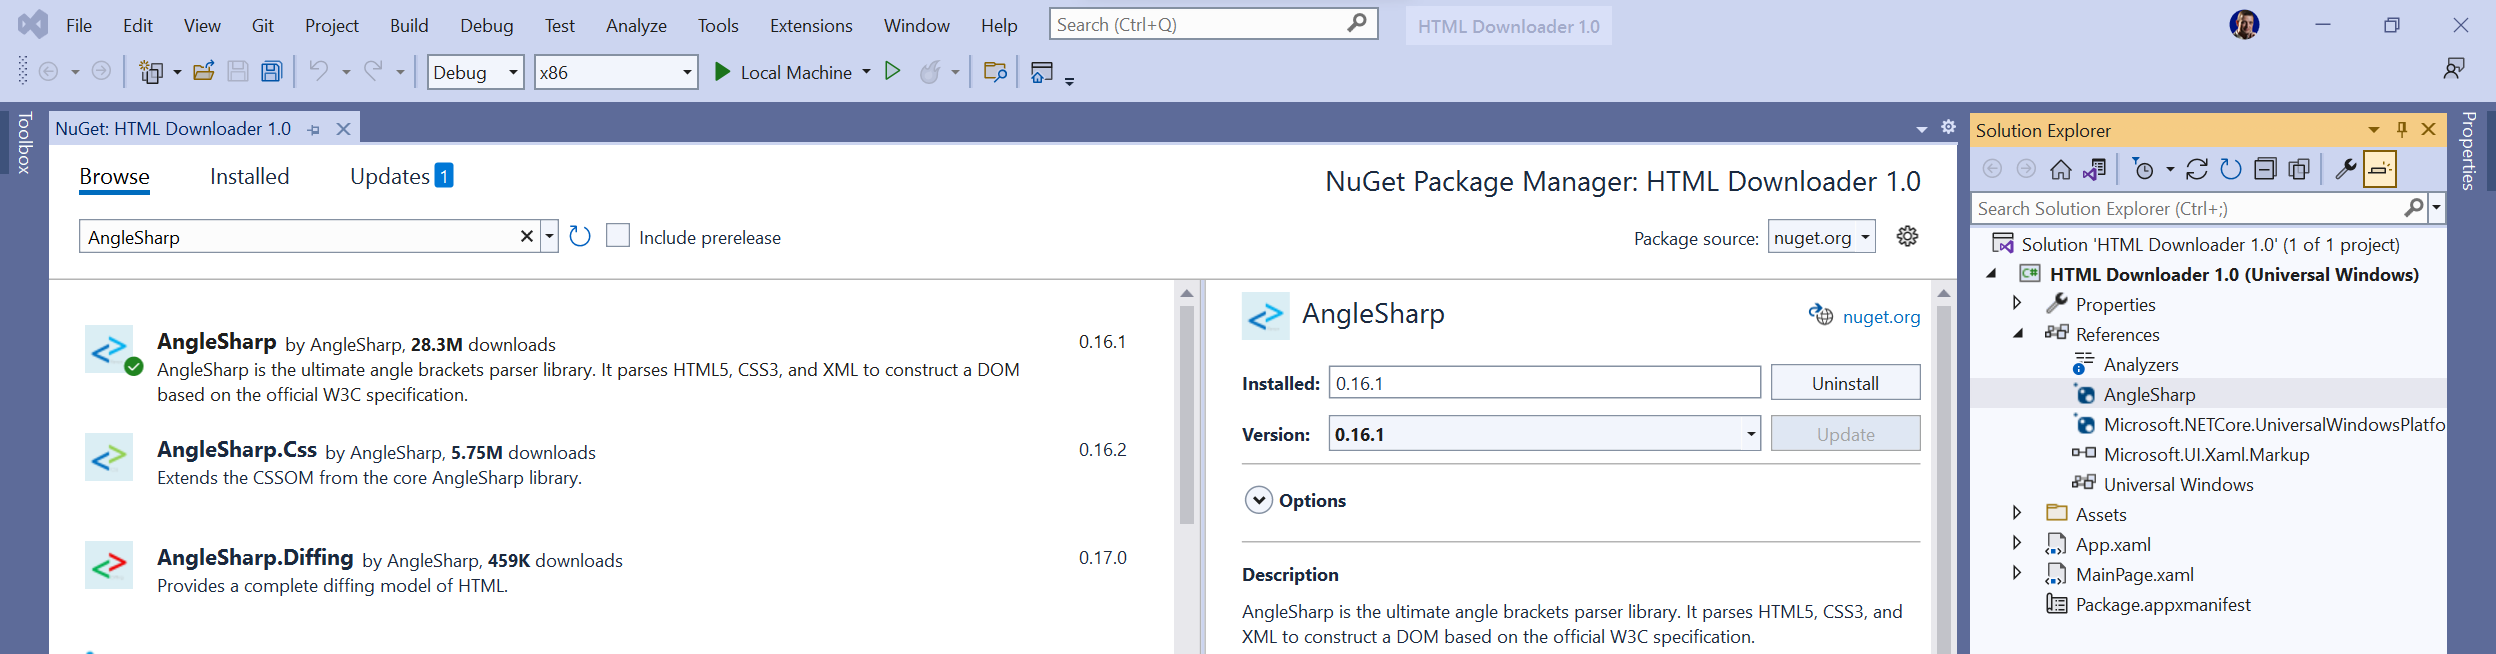 File Edit View Git Project Build Debug Test Analyze Tools Extensions Window Help Search (Ctrl+Q) HTML Downloader 1.0
Debug x86 Local Machine
Toolbox
NuGet: HTML Downloader 1.0
Browse Installed Updates 1
NuGet Package Manager: HTML Downloader 1.0
AngleSharp Include prerelease
Package source: nuget.org
AngleSharp by AngleSharp, 28.3M downloads 0.16.1
AngleSharp is the ultimate angle brackets parser library. It parses HTML5, CSS3, and XML to construct a DOM
based on the official W3C specification.
AngleSharp.Css by AngleSharp, 5.75M downloads 0.16.2
Extends the CSSOM from the core AngleSharp library.
AngleSharp.Diffing by AngleSharp, 459K downloads 0.17.0
Provides a complete diffing model of HTML.
AngleSharp nuget.org
Installed: 0.16.1 Uninstall
Version: 0.16.1 Update
Options
Description
AngleSharp is the ultimate angle brackets parser library. It parses HTML5, CSS3, and
XML to construct a DOM based on the official W3C specification.
Solution Explorer
Search Solution Explorer (Ctrl+;)
Solution 'HTML Downloader 1.0' (1 of 1 project)
C# HTML Downloader 1.0 (Universal Windows)
Properties
References
Analyzers
AngleSharp
Microsoft.NETCore.UniversalWindowsPlatfo
Microsoft.UI.Xaml.Markup
Universal Windows
Assets
App.xaml
MainPage.xaml
Package.appxmanifest
Properties